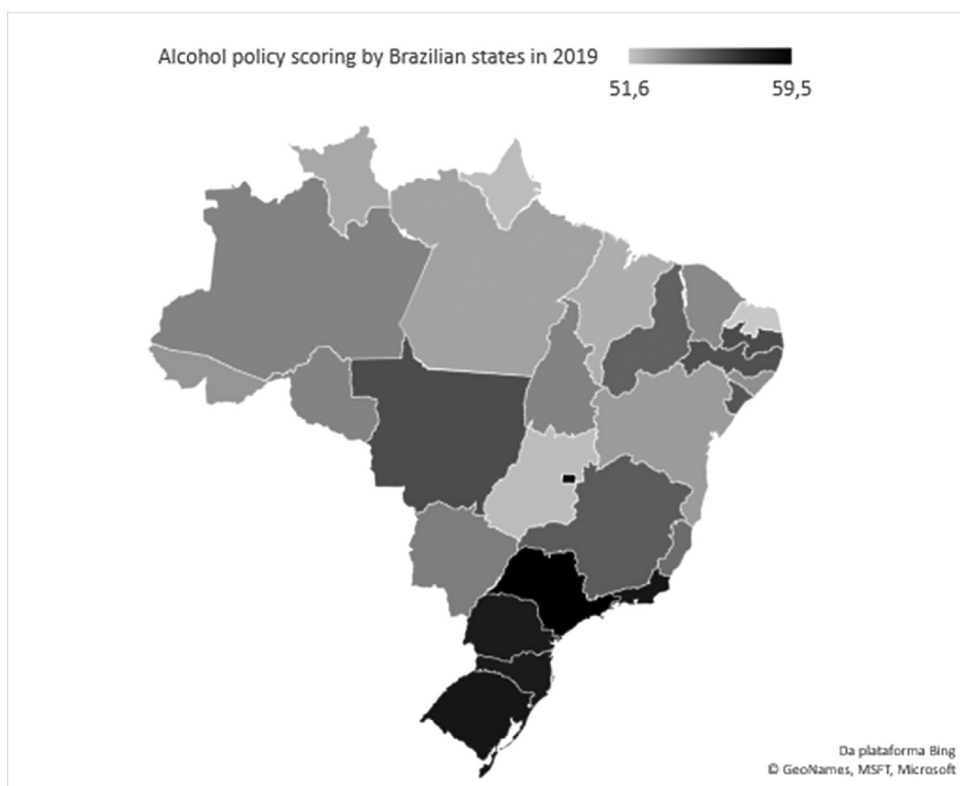 Alcohol policy scoring by Brazilian states in 2019
51,6 59,5
Da plataforma Bing
© GeoNames, MSFT, Microsoft